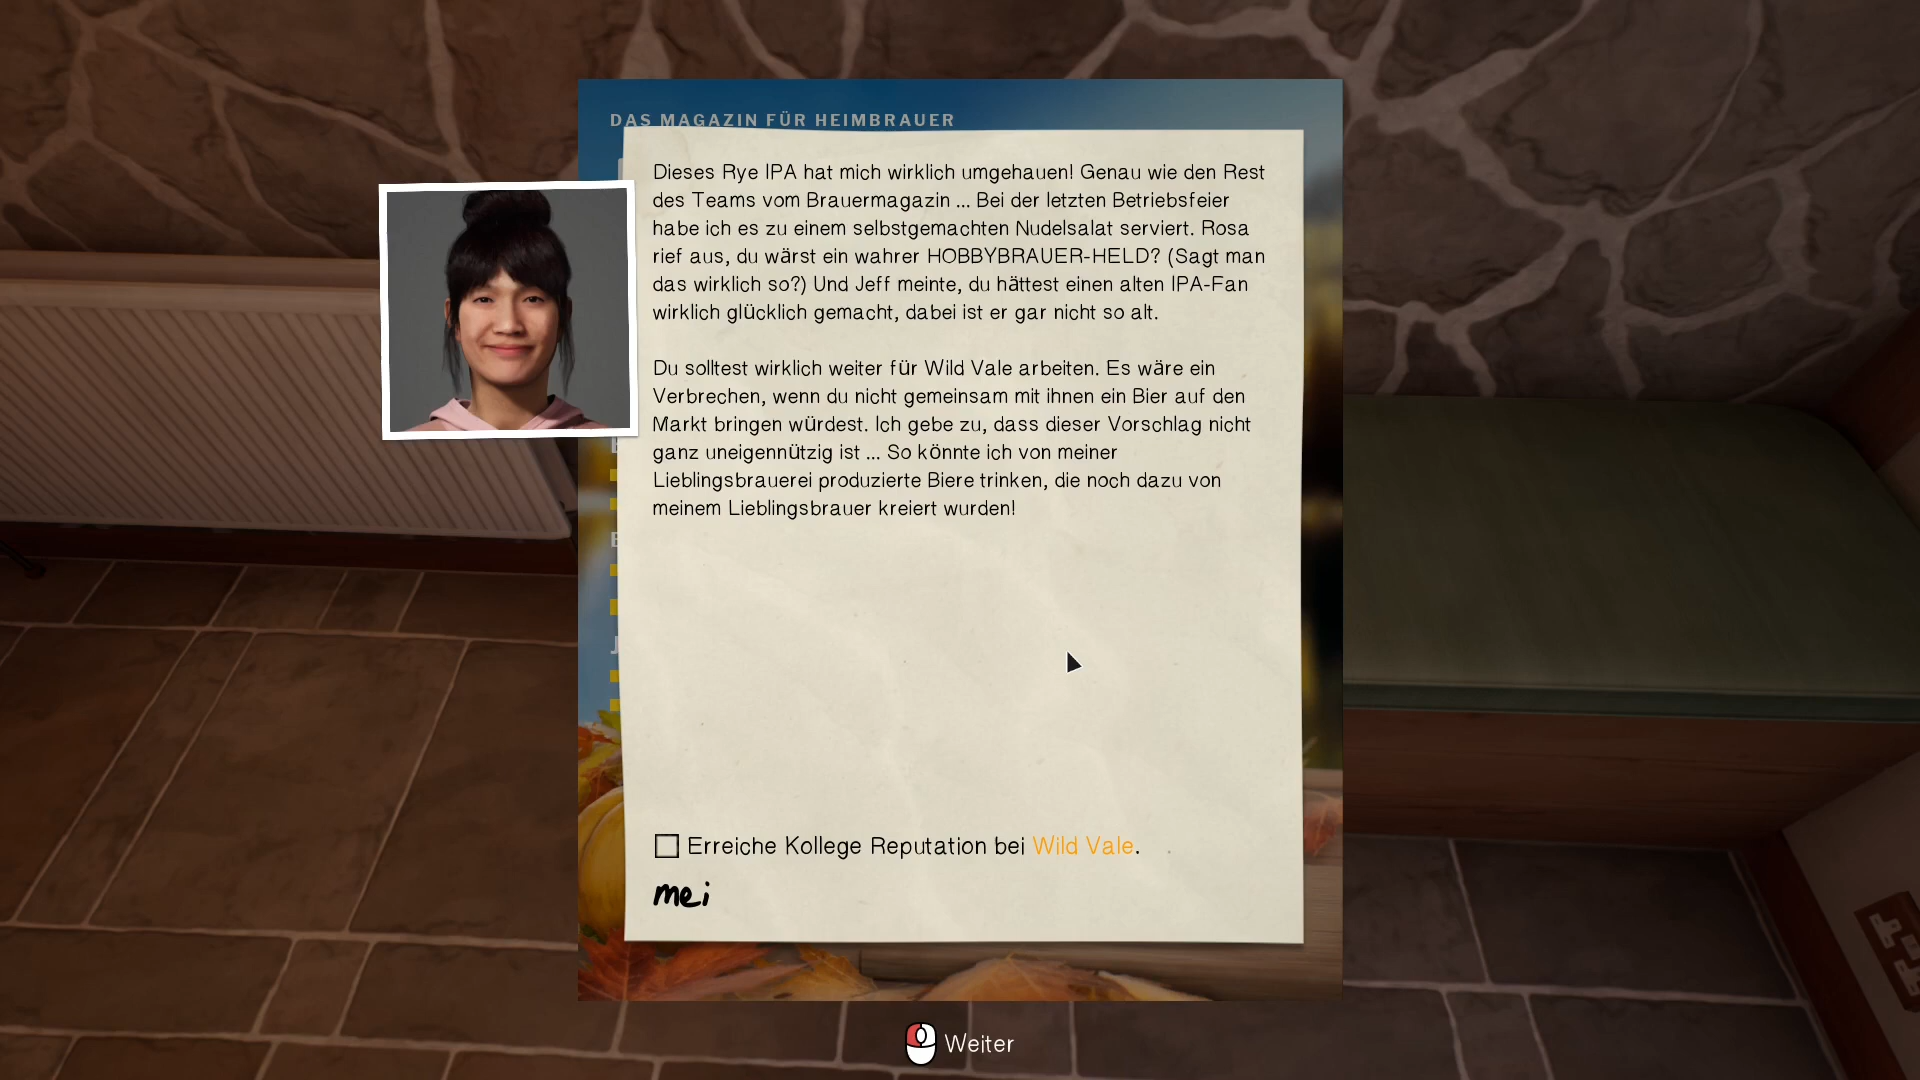 DAS MAGAZIN FÜR HEIMBRAUER
Dieses Rye IPA hat mich wirklich umgehauen! Genau wie den Rest
des Teams vom Brauermagazin ... Bei der letzten Betriebsfeier
habe ich es zu einem selbstgemachten Nudelsalat serviert. Rosa
rief aus, du wärst ein wahrer HOBBYBRAUER-HELD? (Sagt man
das wirklich so?) Und Jeff meinte, du hättest einen alten IPA-Fan
wirklich glücklich gemacht, dabei ist er gar nicht so alt.
Du solltest wirklich weiter für Wild Vale arbeiten. Es wäre ein
Verbrechen, wenn du nicht gemeinsam mit ihnen ein Bier auf den
Markt bringen würdest. Ich gebe zu, dass dieser Vorschlag nicht
ganz uneigennützig ist ... So könnte ich von meiner
Lieblingsbrauerei produzierte Biere trinken, die noch dazu von
meinem Lieblingsbrauer kreiert wurden!
Erreiche Kollege Reputation bei Wild Vale.
mei
Weiter